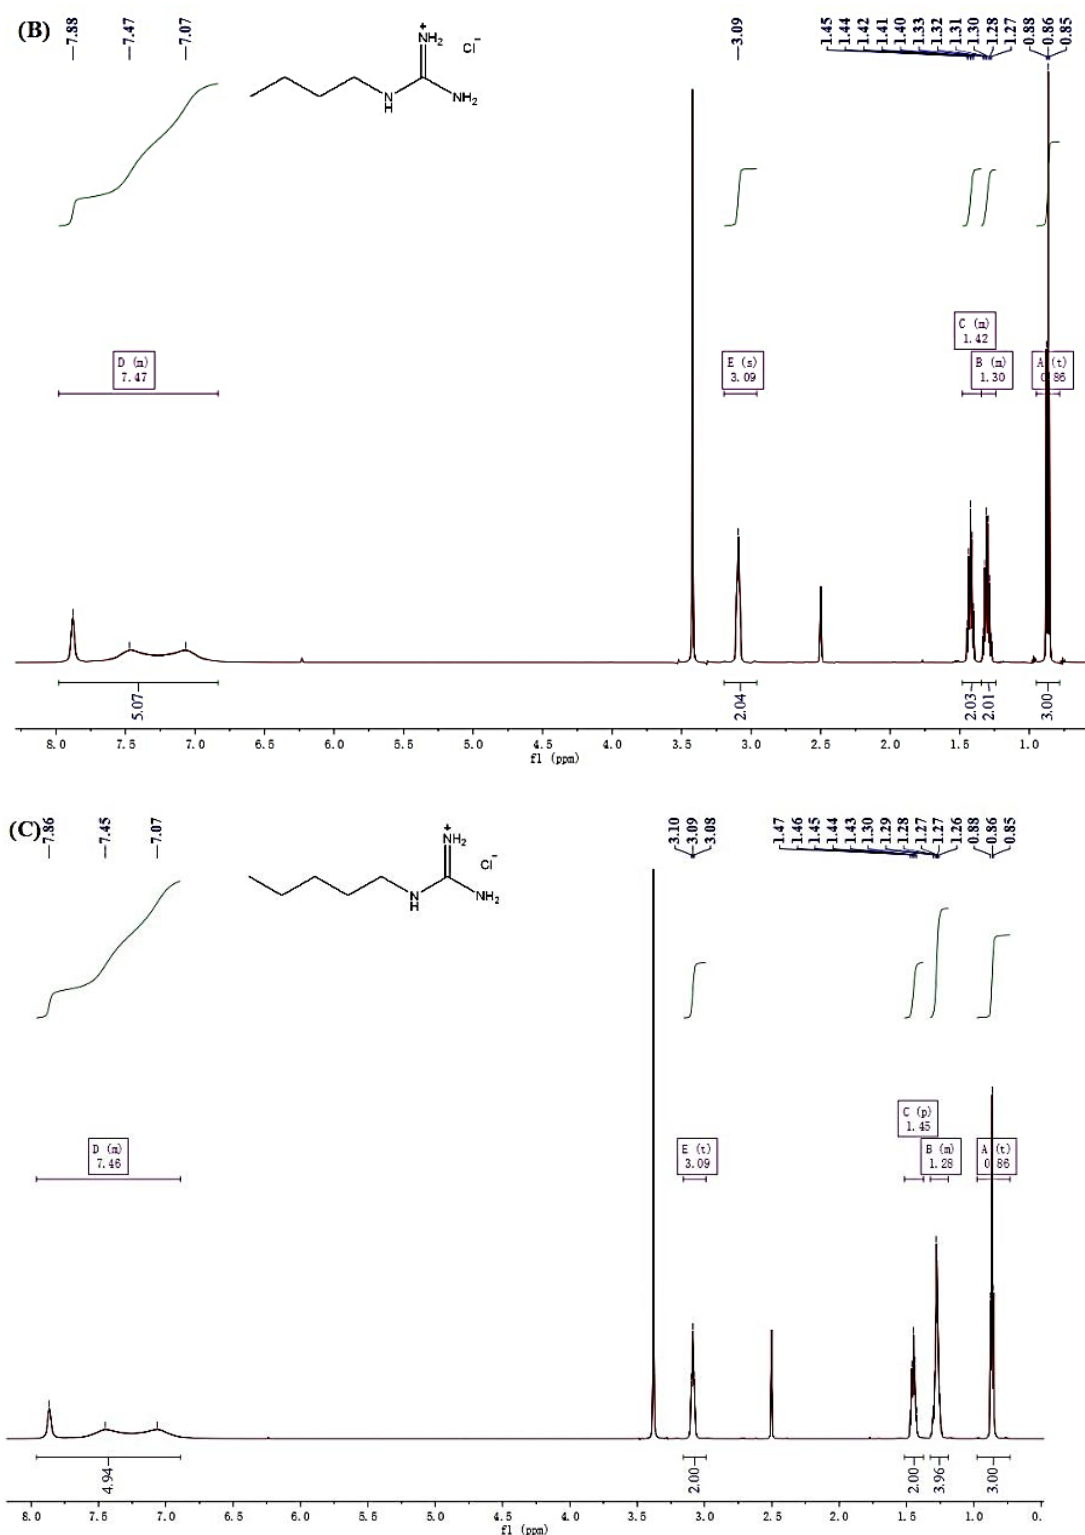 (B)
7.88
7.47
7.07
3.09
1.45
1.44
1.42
1.41
1.40
1.33
1.32
1.31
1.30
1.28
1.27
0.88
0.86
0.85
+
NH2
Cl−
N
H
NH2
C (m)
1.42
D (m)
7.47
E (s)
3.09
B (m)
1.30
A (t)
0.86
5.07
2.04
2.03
2.01
3.00
8.0 7.5 7.0 6.5 6.0 5.5 5.0 4.5 4.0 3.5 3.0 2.5 2.0 1.5 1.0
f1 (ppm)
(C)
7.86
7.45
7.07
3.10
3.09
3.08
1.47
1.46
1.45
1.44
1.43
1.30
1.29
1.28
1.27
1.27
1.26
0.88
0.86
0.85
+
NH2
Cl−
N
H
NH2
C (p)
1.45
D (m)
7.46
E (t)
3.09
B (m)
1.28
A (t)
0.86
4.94
2.00
2.00
3.96
3.00
8.0 7.5 7.0 6.5 6.0 5.5 5.0 4.5 4.0 3.5 3.0 2.5 2.0 1.5 1.0 0.
f1 (ppm)